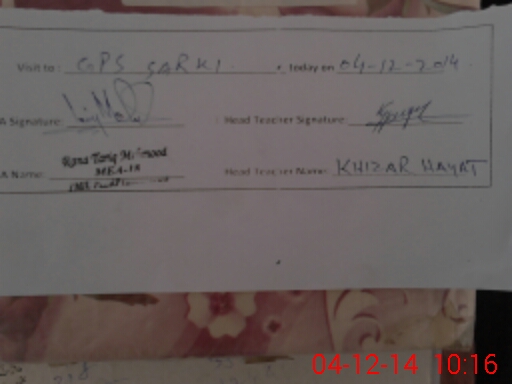 Visit to: GPS SARKI . today on 04-12-2014.
A Signature: Head Teacher Signature:
Rana Tariq Mehmood
MEA-18
A Name: Head Teacher Name: KHIZAR HAYAT
04-12-14 10:16